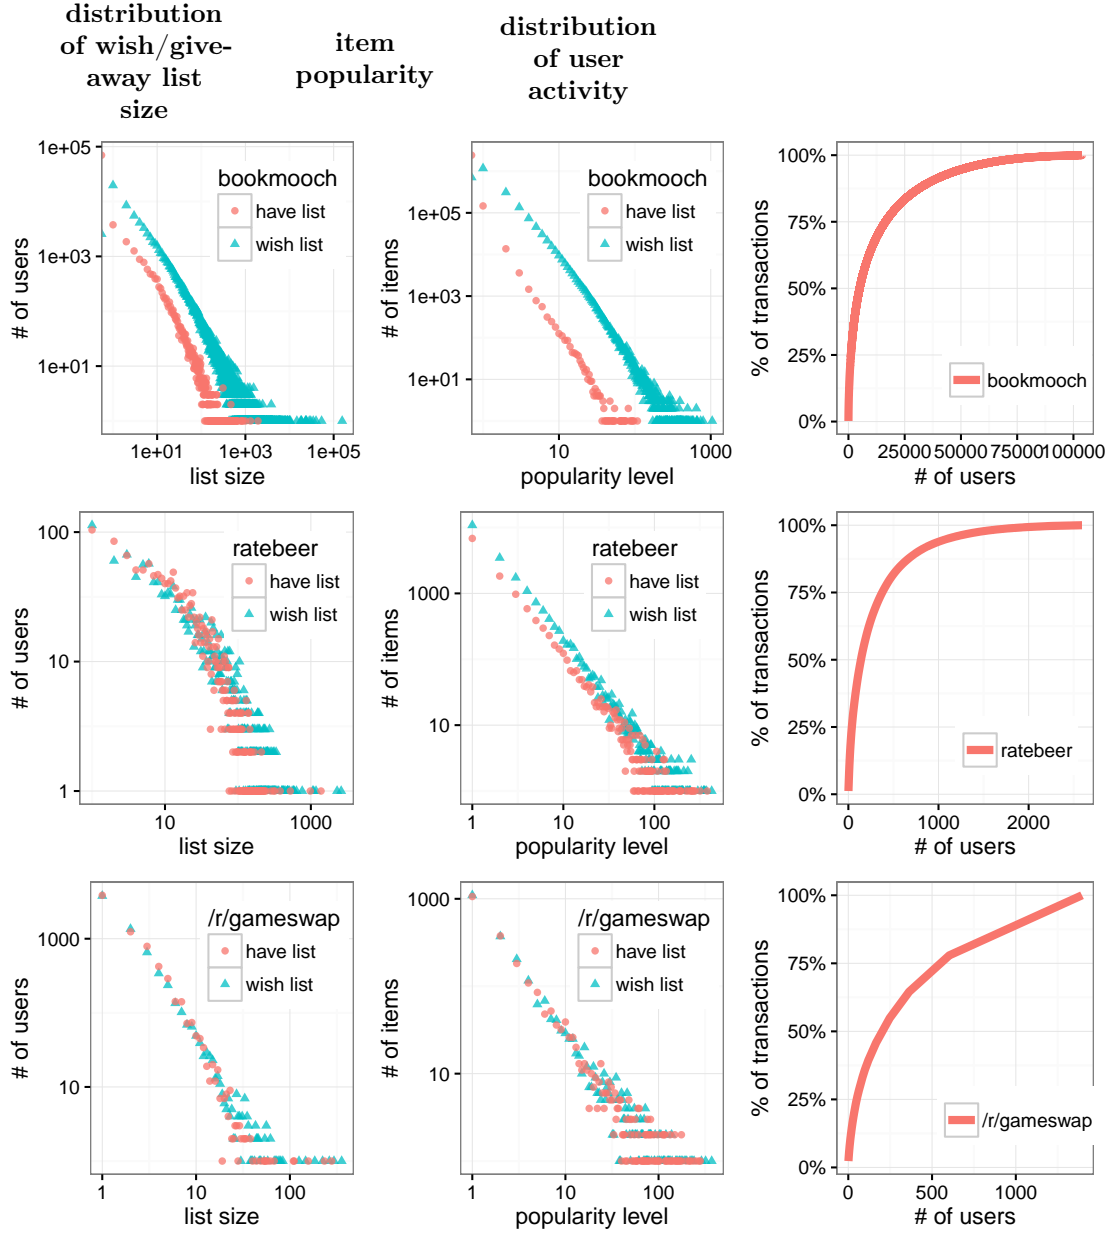 distribution
of wish/give-
away list
size
item
popularity
distribution
of user
activity
1e+05
1e+03
1e+01
# of users
bookmooch
have list
wish list
1e+01 1e+03 1e+05
list size
1e+05
1e+03
1e+01
# of items
bookmooch
have list
wish list
10 1000
popularity level
100%
75%
50%
25%
0%
% of transactions
bookmooch
0 25000 50000 75000 100000
# of users
100
10
1
# of users
ratebeer
have list
wish list
10 1000
list size
1000
10
# of items
ratebeer
have list
wish list
1 10 100
popularity level
100%
75%
50%
25%
0%
% of transactions
ratebeer
0 1000 2000
# of users
1000
10
# of users
/r/gameswap
have list
wish list
1 10 100
list size
1000
10
# of items
/r/gameswap
have list
wish list
1 10 100
popularity level
100%
75%
50%
25%
0%
% of transactions
/r/gameswap
0 500 1000
# of users